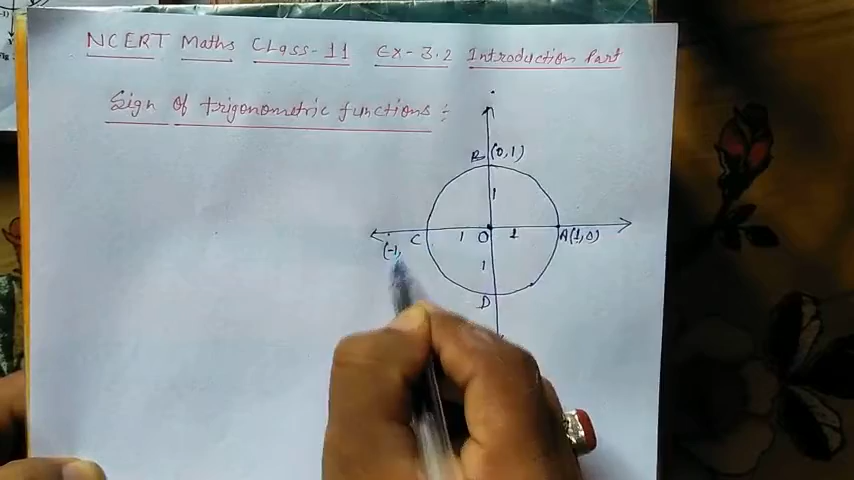 NCERT Maths Class-11 Ex-3.2 Introduction Part
Sign of trigonometric functions :
B (0,1)
1
C 1 O 1 A(1,0)
(-1,
1
D